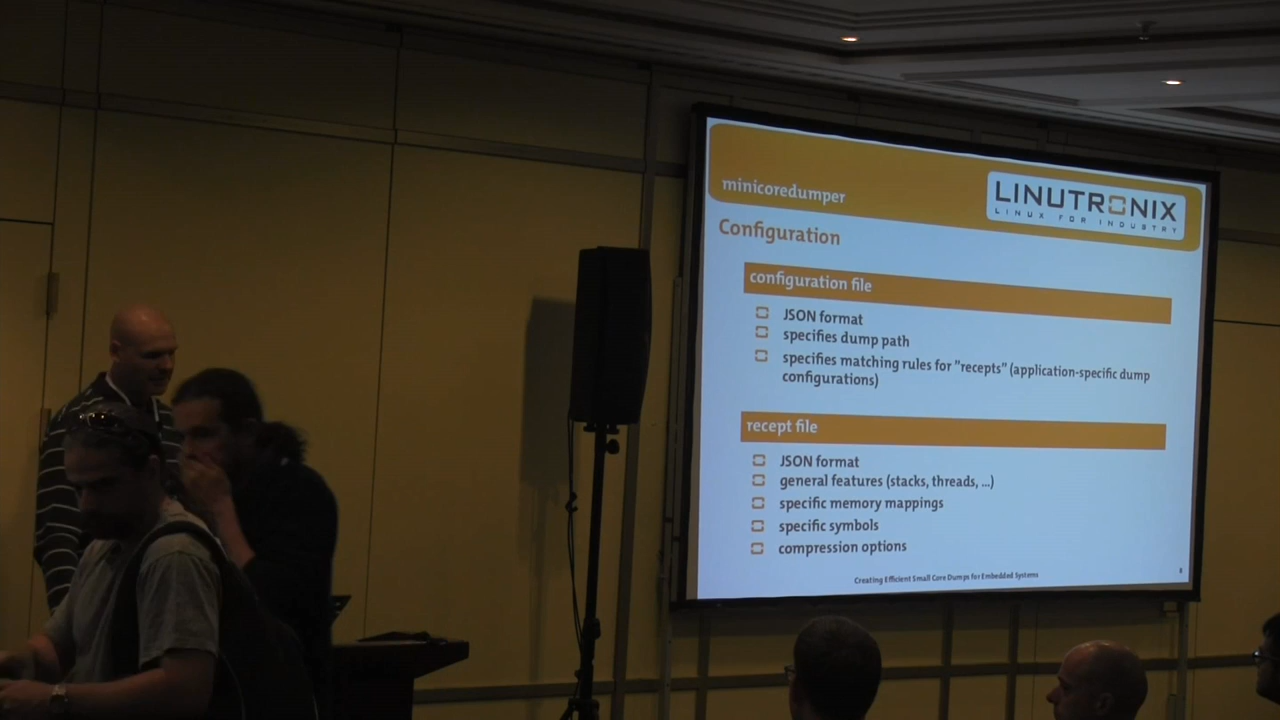 minicoredumper
LINUTRONIX
LINUX FOR INDUSTRY
Configuration
configuration file
JSON format
specifies dump path
specifies matching rules for "recepts" (application-specific dump
configurations)
recept file
JSON format
general features (stacks, threads, ...)
specific memory mappings
specific symbols
compression options
Creating Efficient Small Core Dumps for Embedded Systems
8